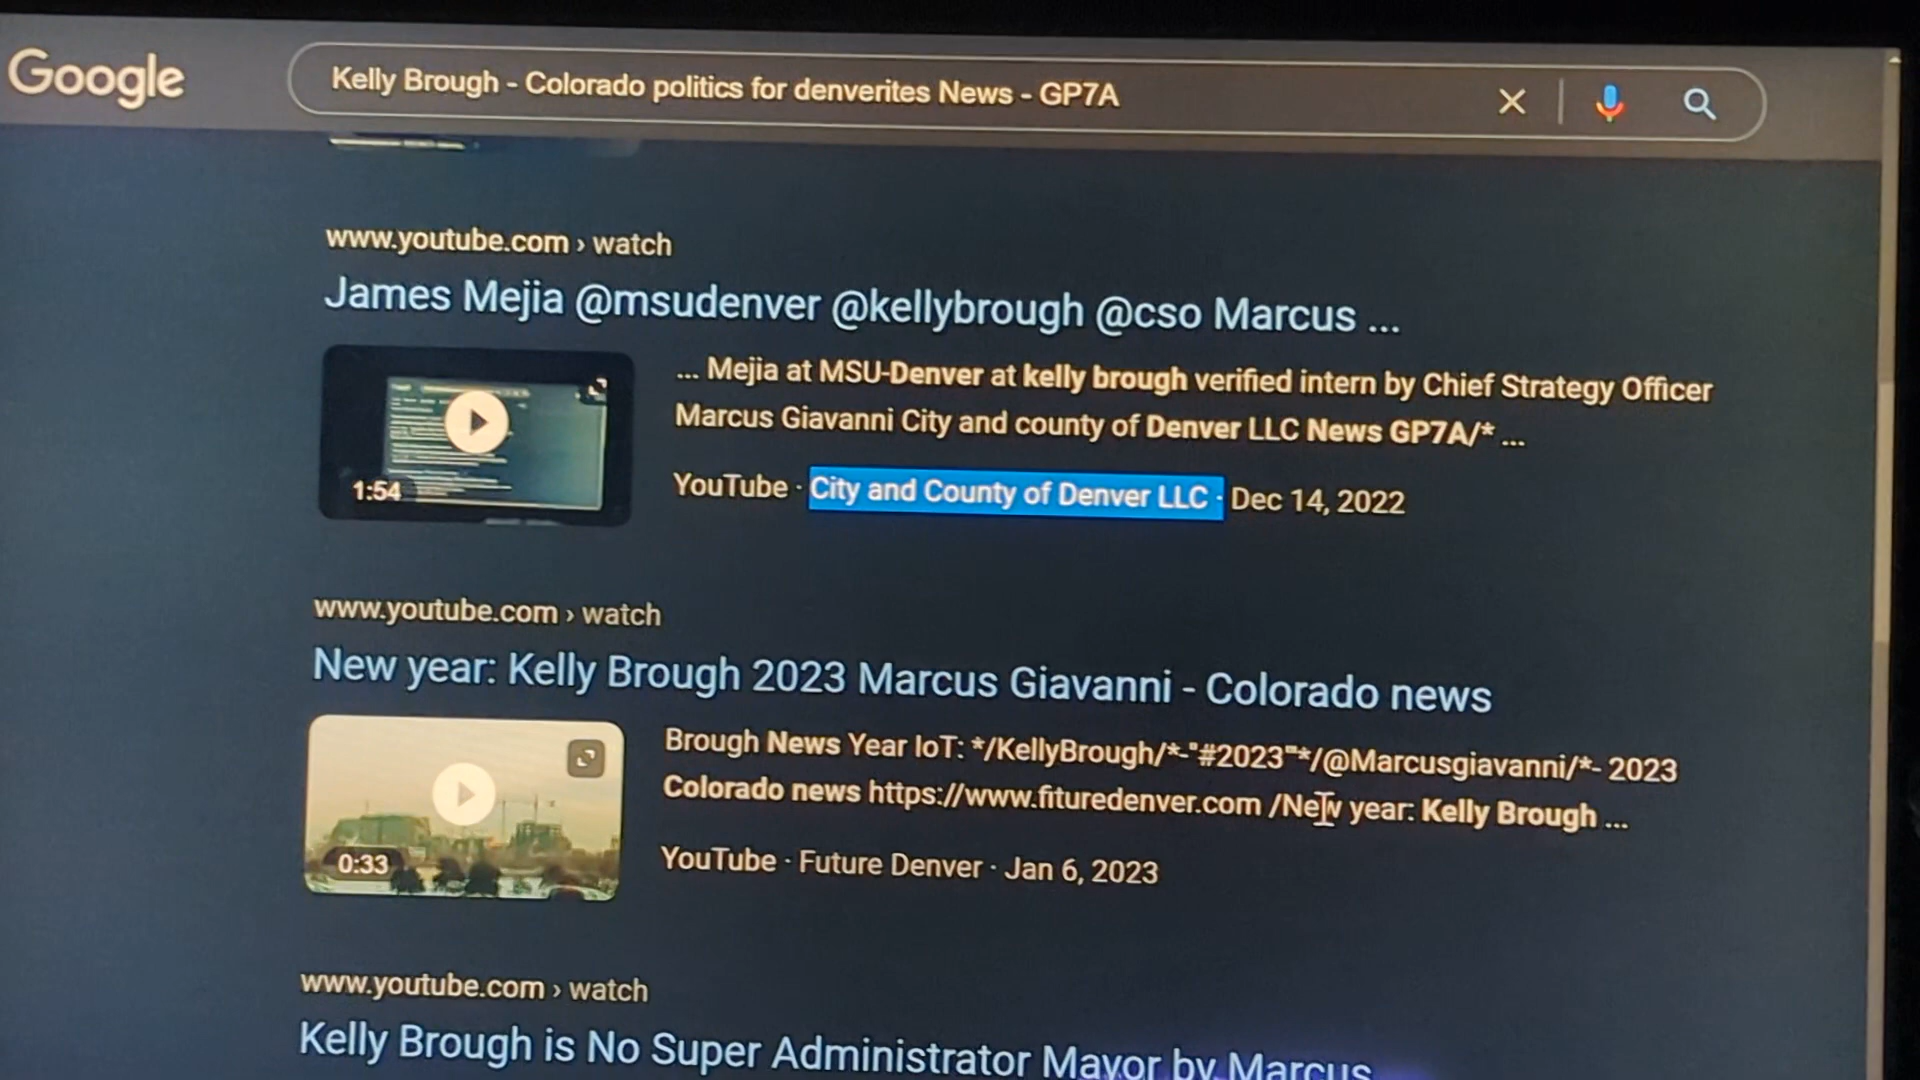 Google
Kelly Brough - Colorado politics for denverites News - GP7A
www.youtube.com › watch
James Mejia @msudenver @kellybrough @cso Marcus ...
... Mejia at MSU-Denver at kelly brough verified intern by Chief Strategy Officer
Marcus Giavanni City and county of Denver LLC News GP7A/* ...
1:54
YouTube · City and County of Denver LLC · Dec 14, 2022
www.youtube.com › watch
New year: Kelly Brough 2023 Marcus Giavanni - Colorado news
Brough News Year IoT: */KellyBrough/*-"#2023""*/@Marcusgiavanni/*- 2023
Colorado news https://www.fituredenver.com /New year: Kelly Brough ...
0:33
YouTube · Future Denver · Jan 6, 2023
www.youtube.com › watch
Kelly Brough is No Super Administrator Mayor by Marcus